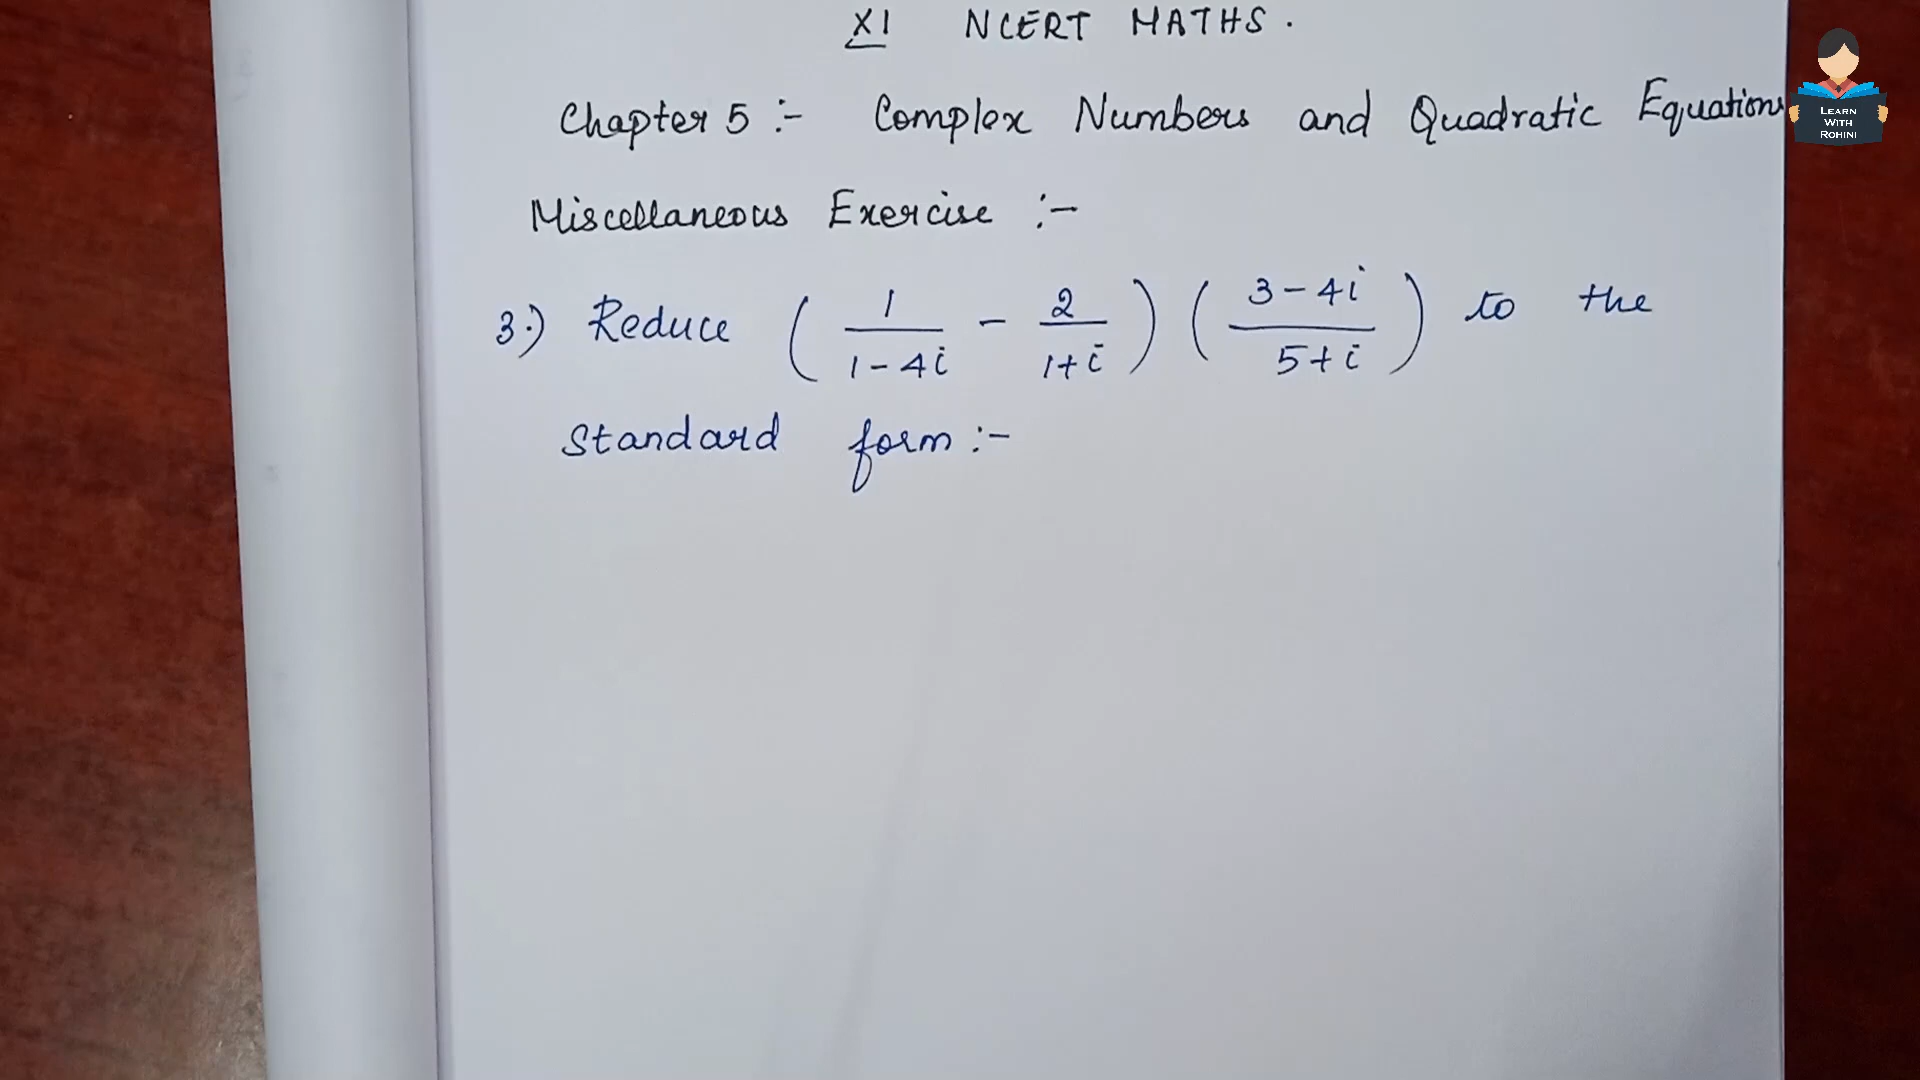 XI NCERT MATHS.
Chapter 5 :- Complex Numbers and Quadratic Equations
LEARN
WITH
ROHINI
Miscellaneous Exercise :-
3.) Reduce (1/(1-4i) - 2/(1+i)) ((3-4i)/(5+i)) to the
Standard form :-